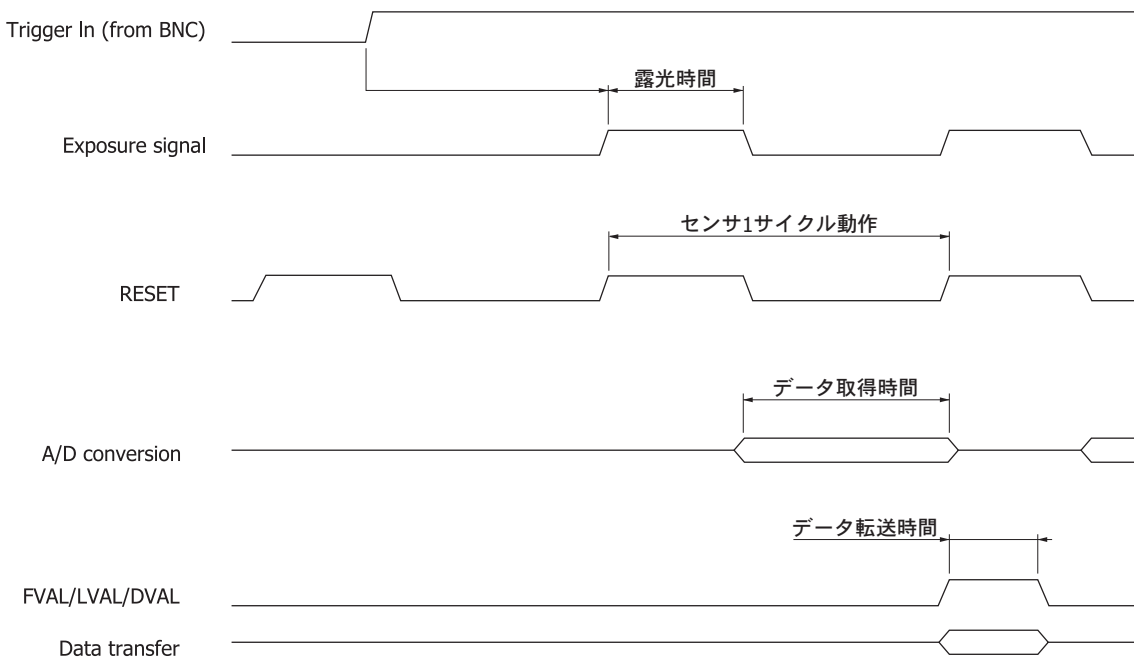 Trigger In (from BNC)
露光時間
Exposure signal
センサ1サイクル動作
RESET
データ取得時間
A/D conversion
データ転送時間
FVAL/LVAL/DVAL
Data transfer